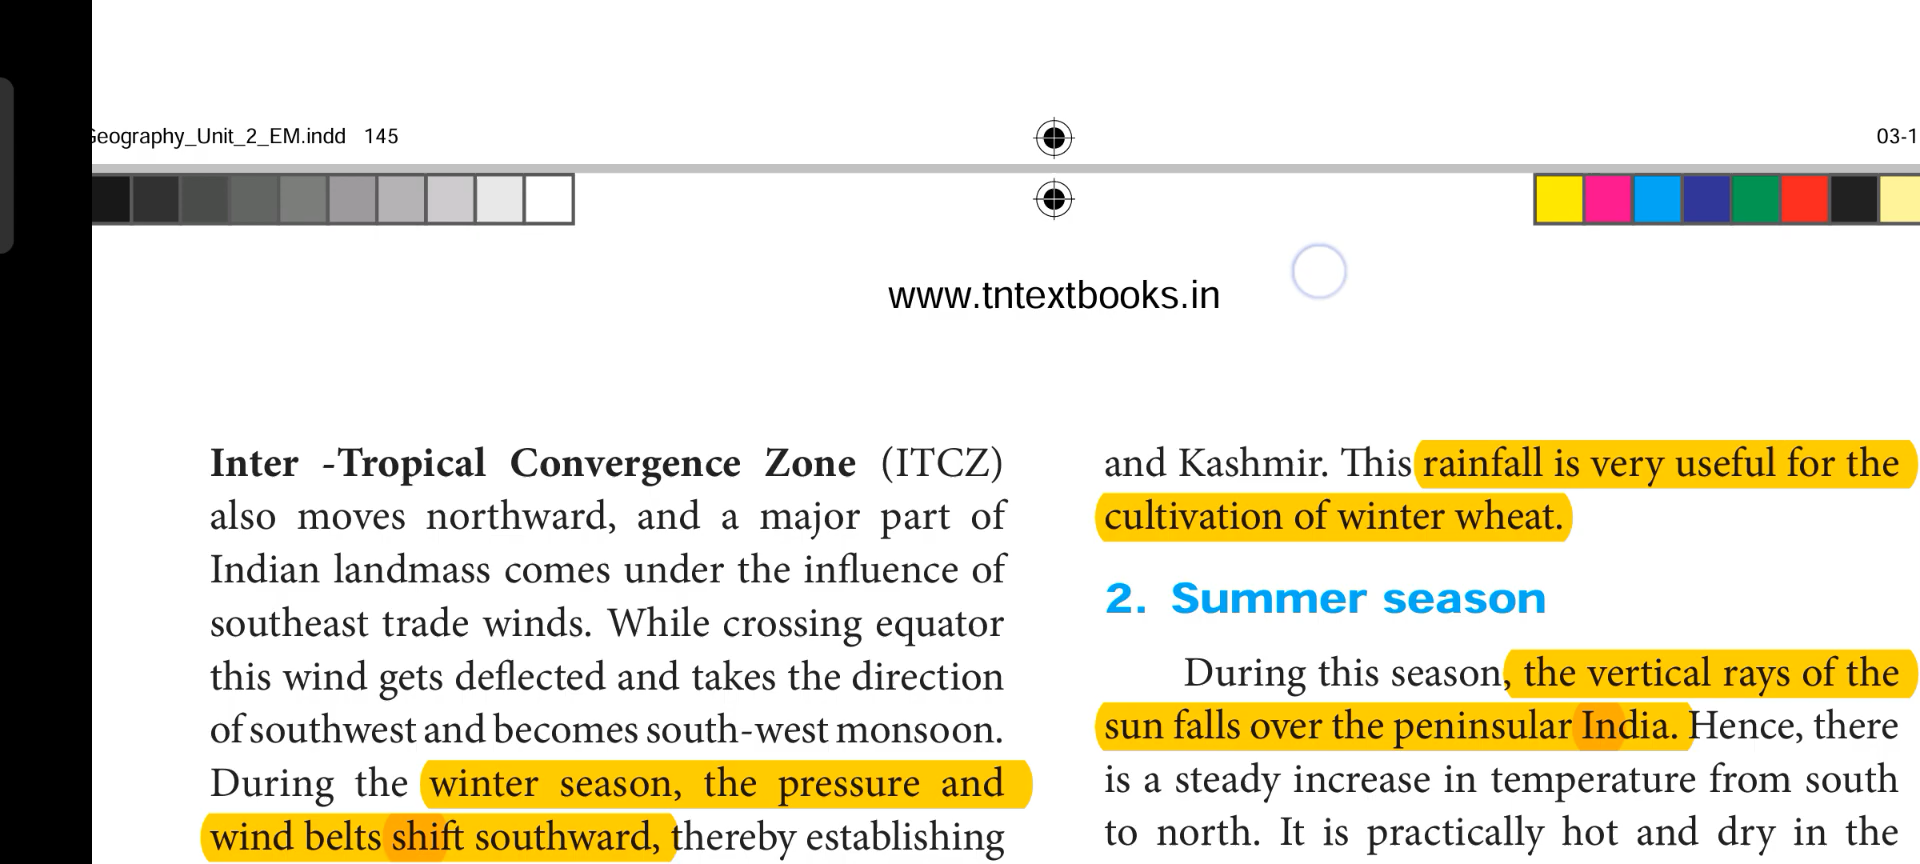 Geography_Unit_2_EM.indd 145
03-1
www.tntextbooks.in
Inter -Tropical Convergence Zone (ITCZ)
also moves northward, and a major part of
Indian landmass comes under the influence of
southeast trade winds. While crossing equator
this wind gets deflected and takes the direction
of southwest and becomes south-west monsoon.
During the winter season, the pressure and
wind belts shift southward, thereby establishing
and Kashmir. This rainfall is very useful for the
cultivation of winter wheat.
2. Summer season
During this season, the vertical rays of the
sun falls over the peninsular India. Hence, there
is a steady increase in temperature from south
to north. It is practically hot and dry in the